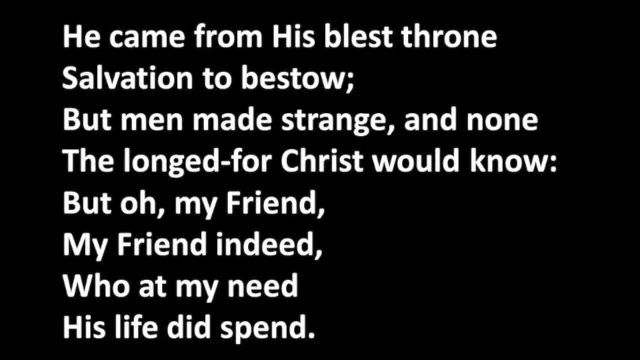 He came from His blest throne
Salvation to bestow;
But men made strange, and none
The longed-for Christ would know:
But oh, my Friend,
My Friend indeed,
Who at my need
His life did spend.